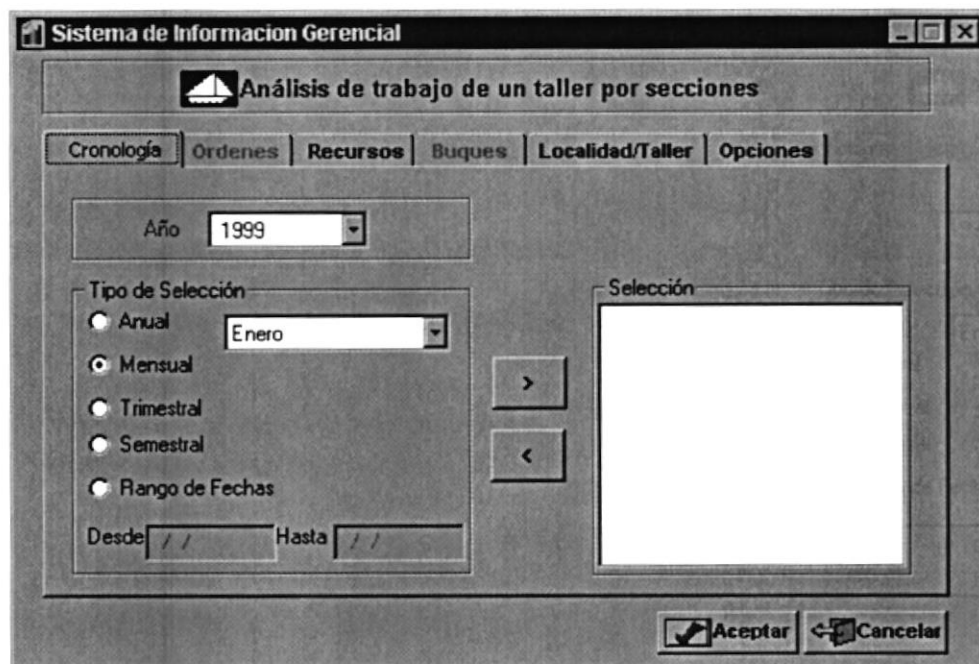 Sistema de Informacion Gerencial
Análisis de trabajo de un taller por secciones
Cronología Ordenes Recursos Buques Localidad/Taller Opciones
Año 1999
Tipo de Selección
Anual Enero
Mensual
Trimestral
Semestral
Rango de Fechas
Desde / / Hasta / /
>
<
Selección
Aceptar Cancelar